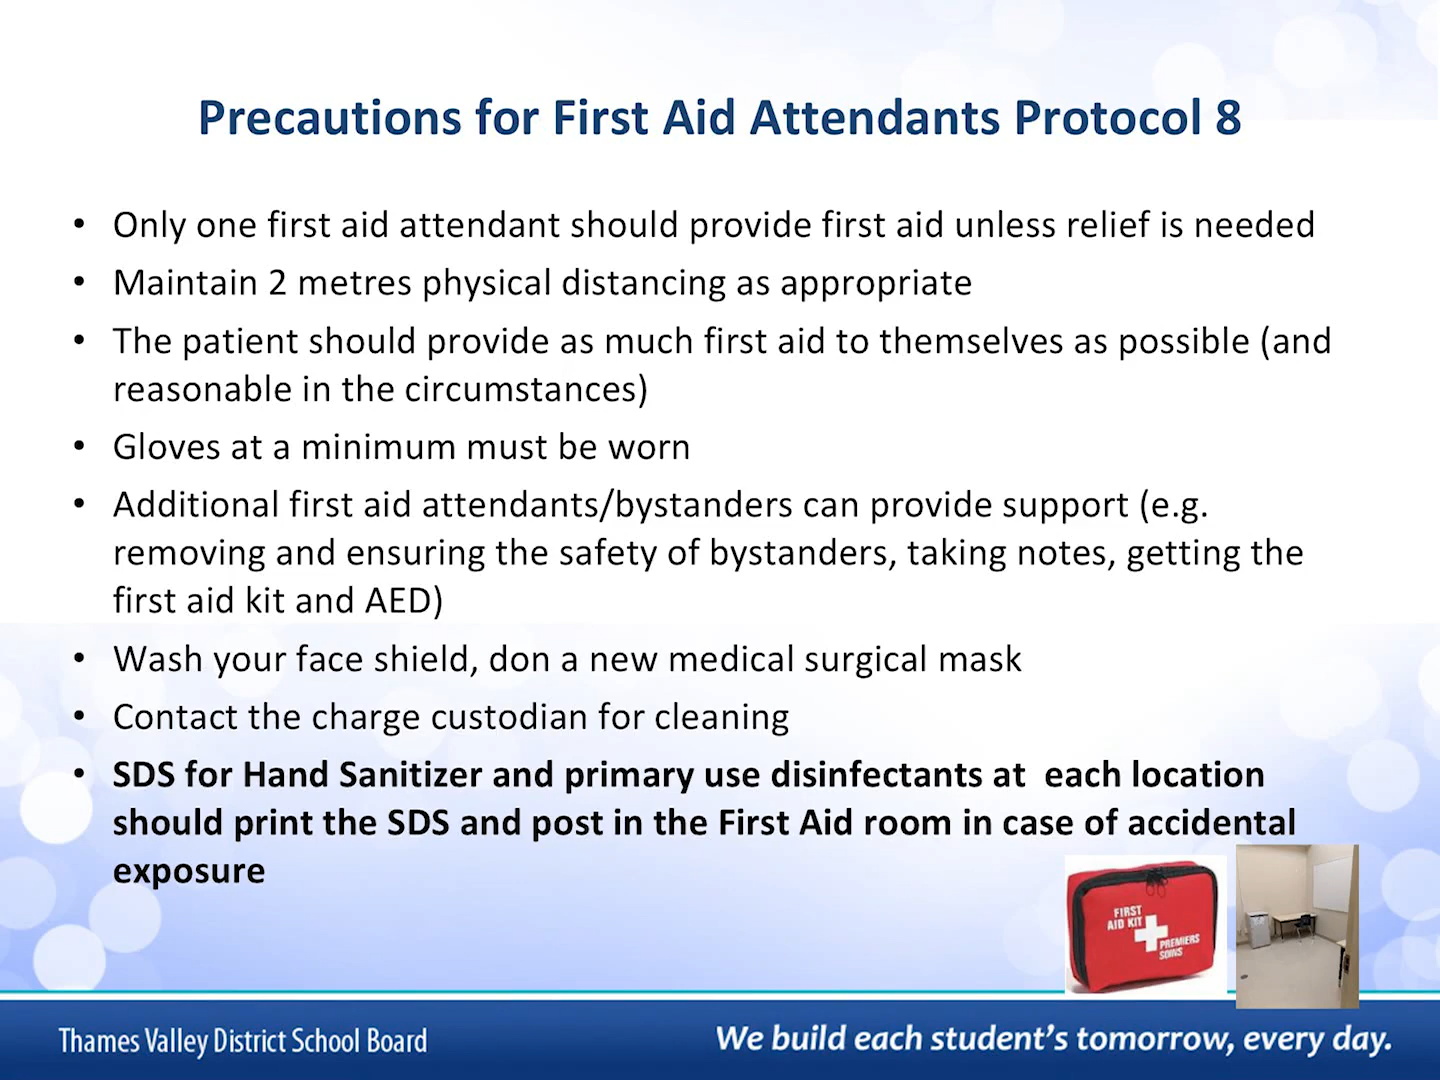 Precautions for First Aid Attendants Protocol 8
• Only one first aid attendant should provide first aid unless relief is needed
• Maintain 2 metres physical distancing as appropriate
• The patient should provide as much first aid to themselves as possible (and
reasonable in the circumstances)
• Gloves at a minimum must be worn
• Additional first aid attendants/bystanders can provide support (e.g.
removing and ensuring the safety of bystanders, taking notes, getting the
first aid kit and AED)
• Wash your face shield, don a new medical surgical mask
• Contact the charge custodian for cleaning
• SDS for Hand Sanitizer and primary use disinfectants at  each location
should print the SDS and post in the First Aid room in case of accidental
exposure
FIRST
AID KIT
PREMIERS
SOINS
Thames Valley District School Board
We build each student's tomorrow, every day.